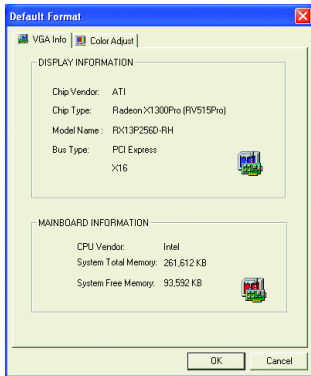 Default Format
VGA Info Color Adjust
DISPLAY INFORMATION
Chip Vendor: ATI
Chip Type: Radeon X1300Pro (RV515Pro)
Model Name : RX13P256D-RH
Bus Type: PCI Express
X16
MAINBOARD INFORMATION
CPU Vendor: Intel
System Total Memory: 261,612 KB
System Free Memory: 93,592 KB
OK Cancel